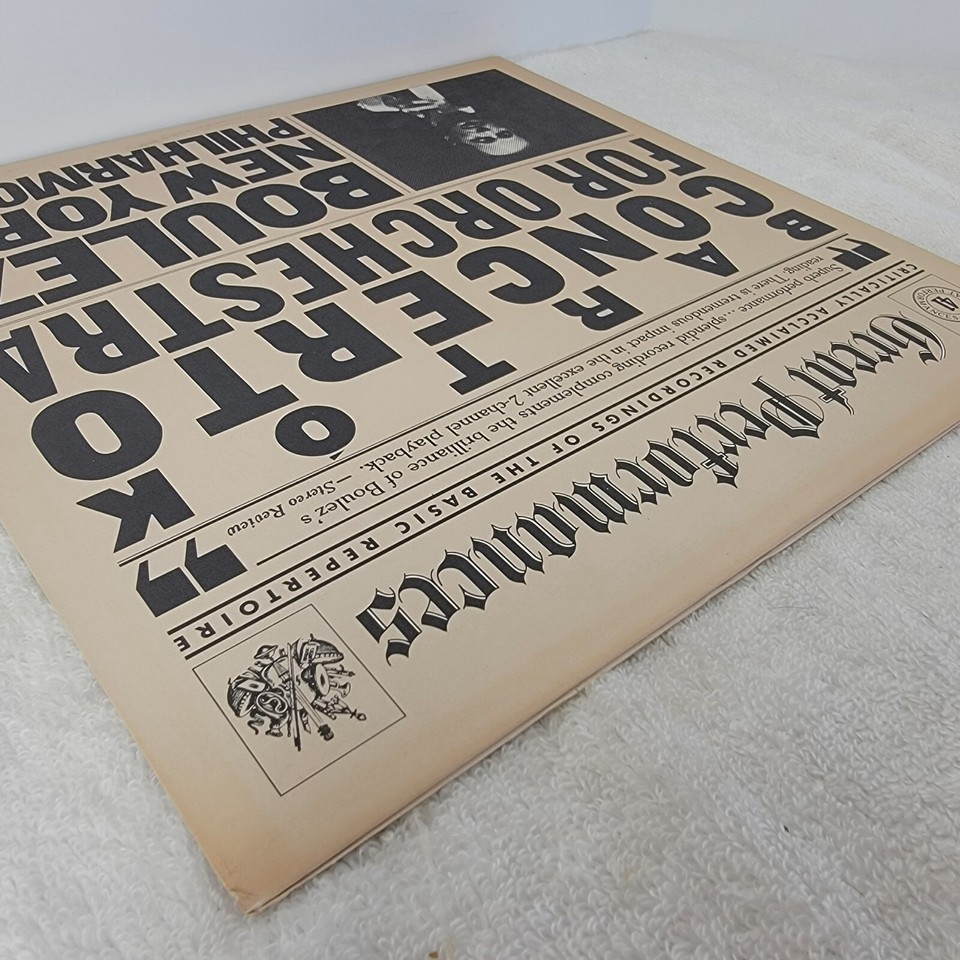 Great Performances
4
CRITICALLY ACCLAIMED RECORDINGS OF THE BASIC REPERTOIRE
"Superb performance...splendid recording complements the brilliance of Boulez's
reading. There is tremendous impact in the excellent 2-channel playback. — Stereo Review"
BARTÓK
CONCERTO
FOR ORCHESTRA
BOULEZ
NEW YOR
PHILHARMO